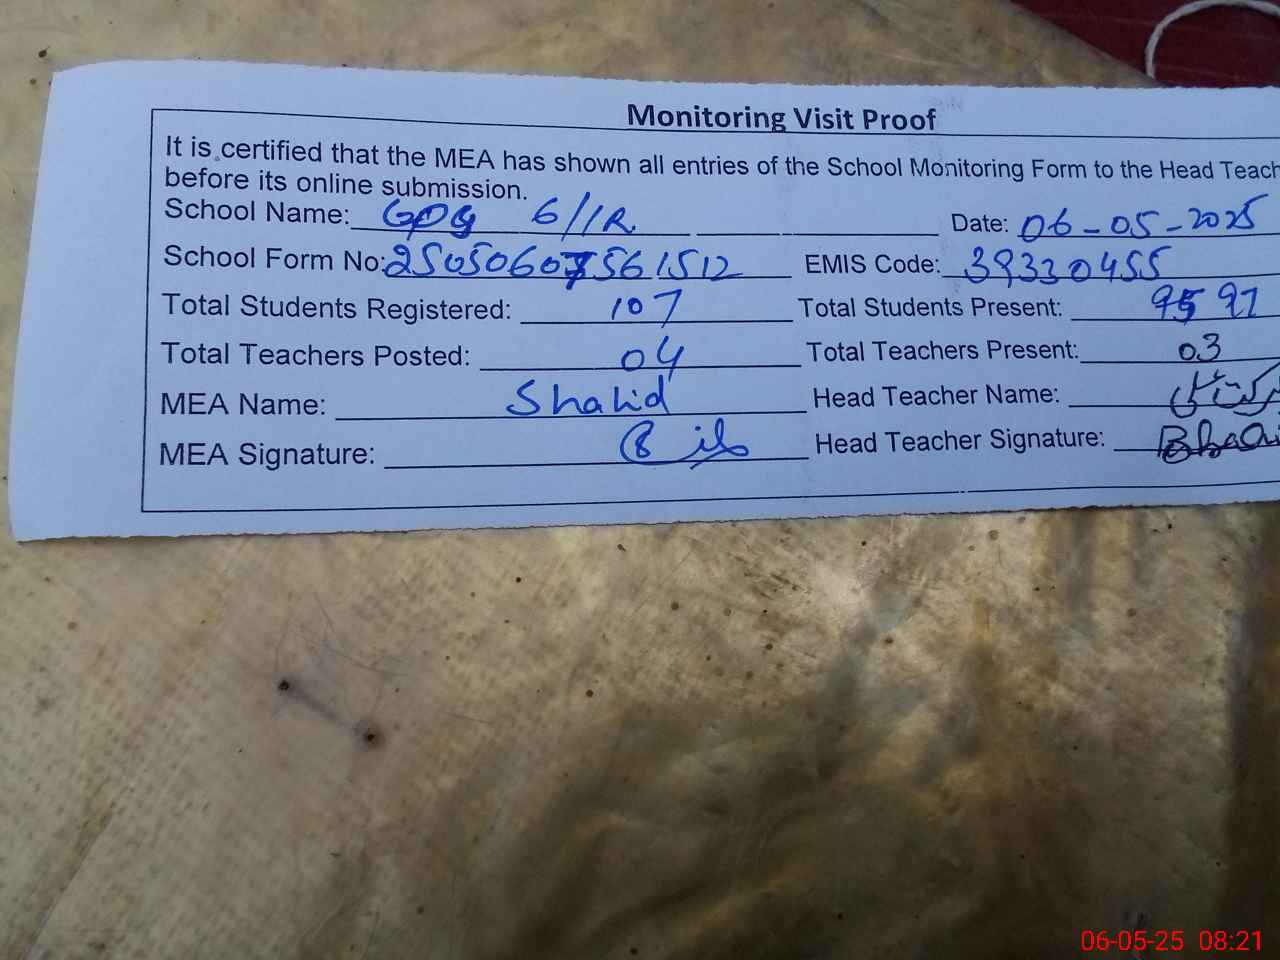 Monitoring Visit Proof
It is certified that the MEA has shown all entries of the School Monitoring Form to the Head Teach
before its online submission.
School Name: 6//1R Date: 06-05-2025
School Form No: 25050607561512 EMIS Code: 39330455
Total Students Registered: 107 Total Students Present: 95 91
Total Teachers Posted: 04 Total Teachers Present: 03
MEA Name: Shahid Head Teacher Name:
MEA Signature: Head Teacher Signature:
06-05-25 08:21